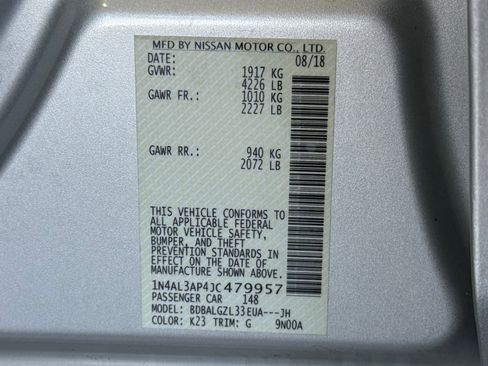 MFD BY NISSAN MOTOR CO., LTD.
DATE: 08/18
GVWR: 1917 KG
4226 LB
GAWR FR.: 1010 KG
2227 LB
GAWR RR.: 940 KG
2072 LB
THIS VEHICLE CONFORMS TO
ALL APPLICABLE FEDERAL
MOTOR VEHICLE SAFETY,
BUMPER, AND THEFT
PREVENTION STANDARDS
IN EFFECT ON THE DATE OF
MANUFACTURE SHOWN ABOVE.
1N4AL3AP4JC479957
PASSENGER CAR 148
MODEL: BDBALGZL33EUA---JH
COLOR: K23 TRIM: G 9N00A